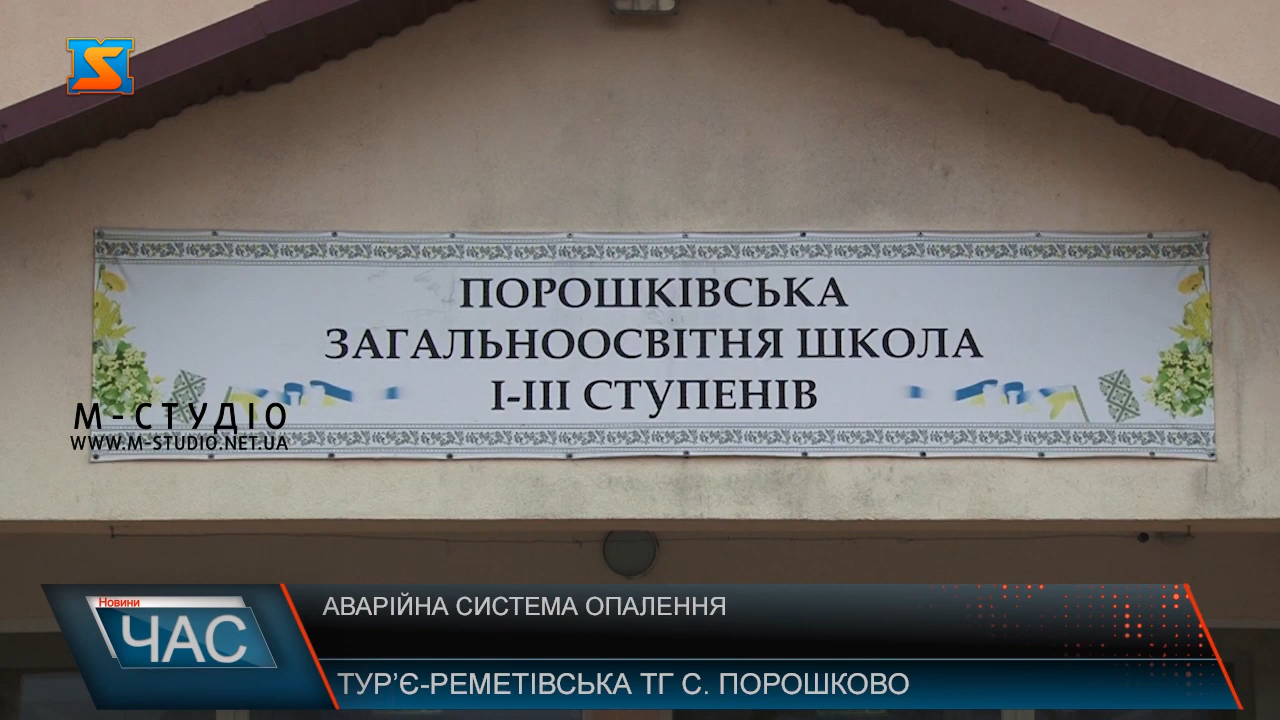 MS
ПОРОШКІВСЬКА
ЗАГАЛЬНООСВІТНЯ ШКОЛА
І-ІІІ СТУПЕНІВ
М-СТУДІО
WWW.M-STUDIO.NET.UA
Новини
ЧАС
АВАРІЙНА СИСТЕМА ОПАЛЕННЯ
ТУР’Є-РЕМЕТІВСЬКА ТГ С. ПОРОШКОВО